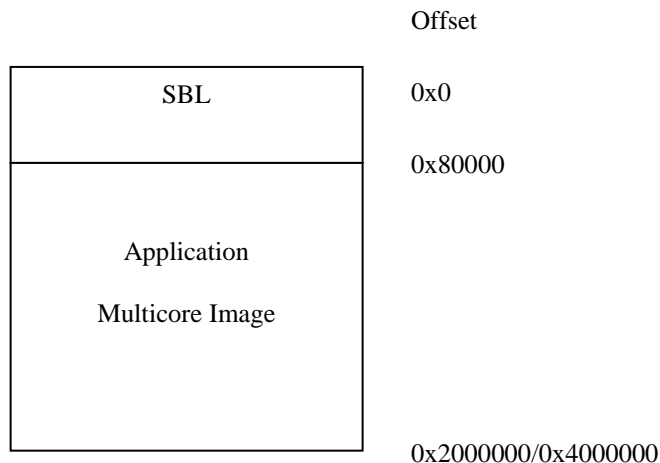 Offset
SBL 0x0
0x80000
Application
Multicore Image
0x2000000/0x4000000